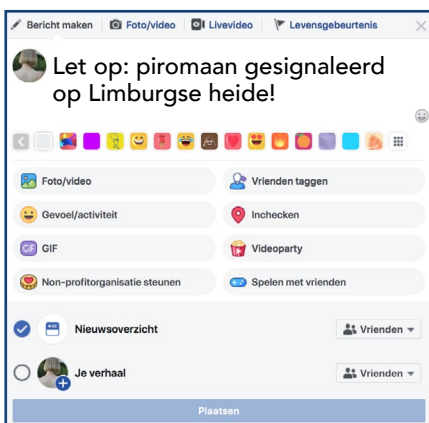 Bericht maken Foto/video Livevideo Levensgebeurtenis
Let op: piromaan gesignaleerd
op Limburgse heide!
Foto/video Vrienden taggen
Gevoel/activiteit Inchecken
GIF Videoparty
Non-profitorganisatie steunen Spelen met vrienden
Nieuwsoverzicht Vrienden
Je verhaal Vrienden
Plaatsen